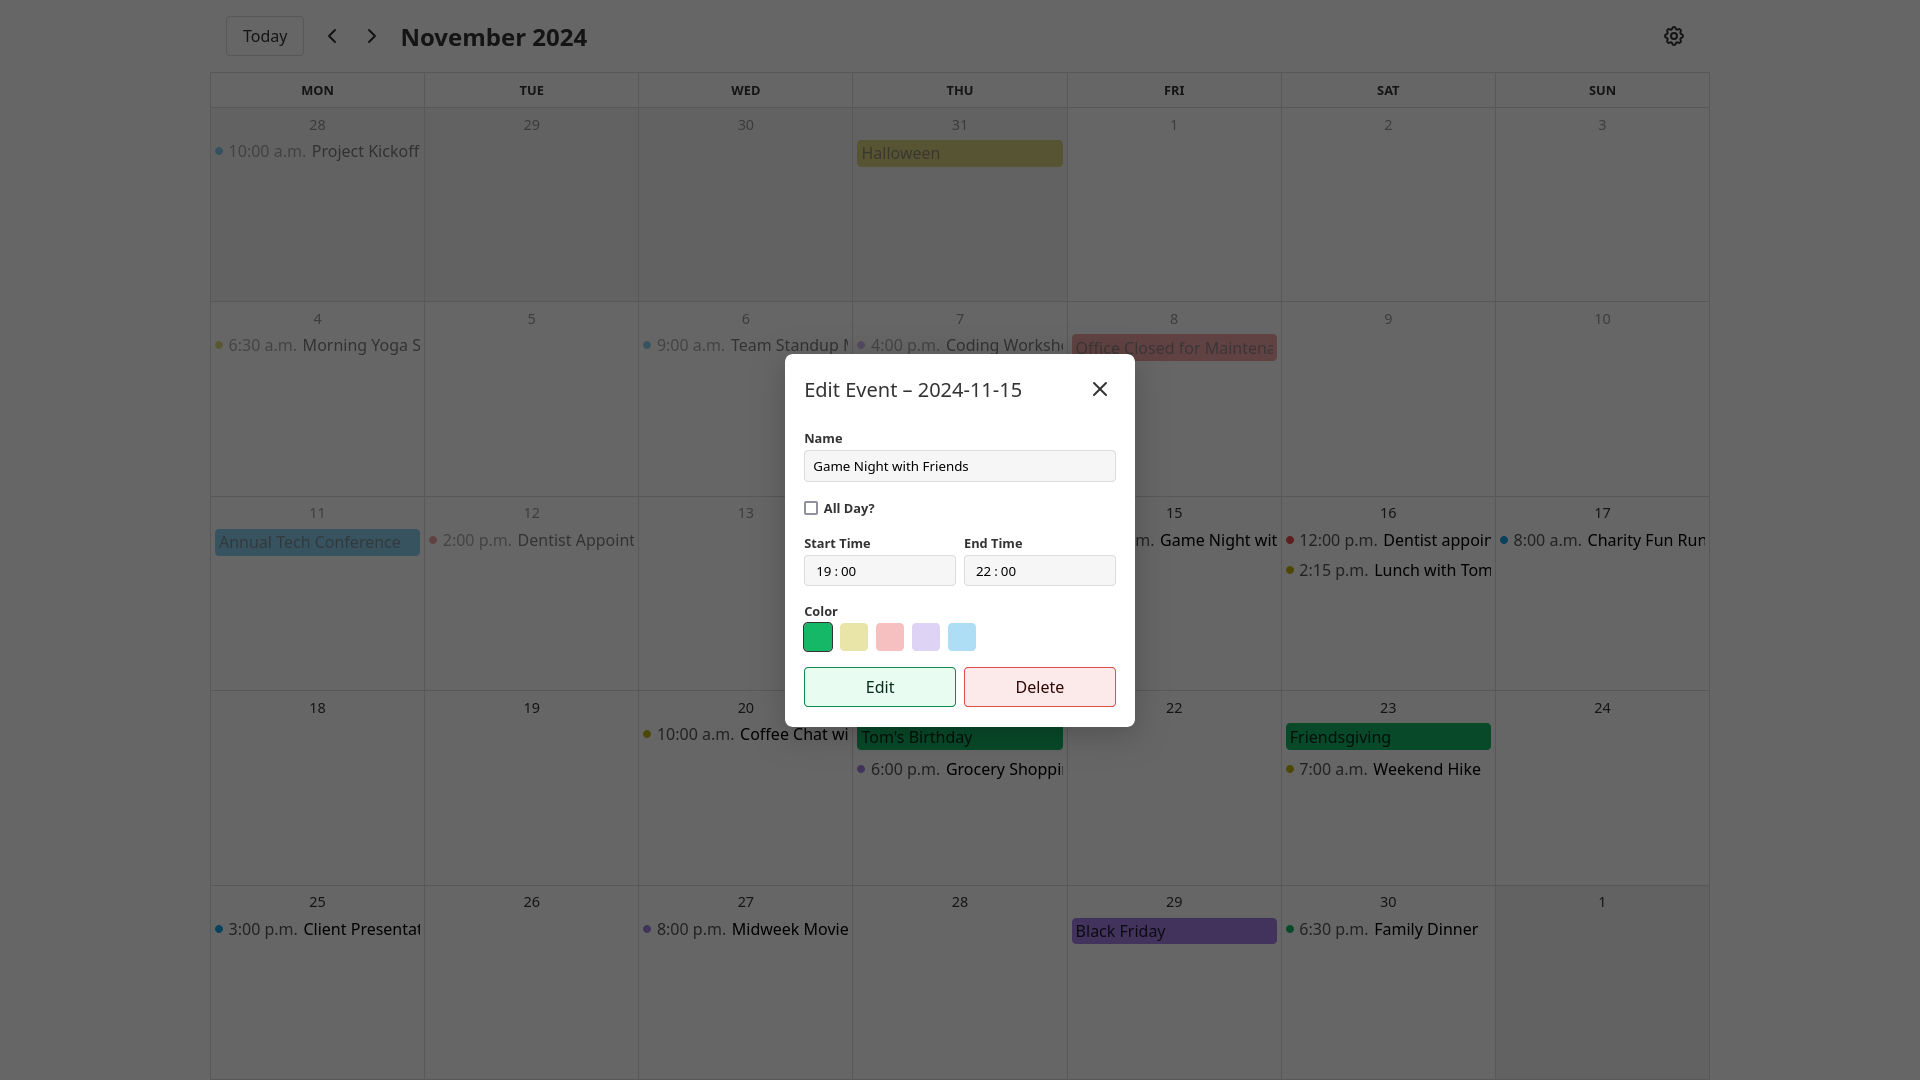 Today
November 2024
MON TUE WED THU FRI SAT SUN
28 29 30 31 1 2 3
10:00 a.m. Project Kickoff
Halloween
4 5 6 7 8 9 10
6:30 a.m. Morning Yoga S
9:00 a.m. Team Standup
4:00 p.m. Coding
Office Closed for
Edit Event – 2024-11-15
Name
Game Night with Friends
All Day?
Start Time End Time
19 : 00 22 : 00
Color
Edit Delete
11 12 13 15 16 17
Annual Tech Conference
2:00 p.m. Dentist Appoint
m. Game Night wit
12:00 p.m. Dentist
8:00 a.m. Charity Fun Run
2:15 p.m. Lunch with Tom
18 19 20 22 23 24
10:00 a.m. Coffee Chat wi
Tom's Birthday
6:00 p.m. Grocery
Friendsgiving
7:00 a.m. Weekend Hike
25 26 27 28 29 30 1
3:00 p.m. Client
8:00 p.m. Midweek Movie
Black Friday
6:30 p.m. Family Dinner